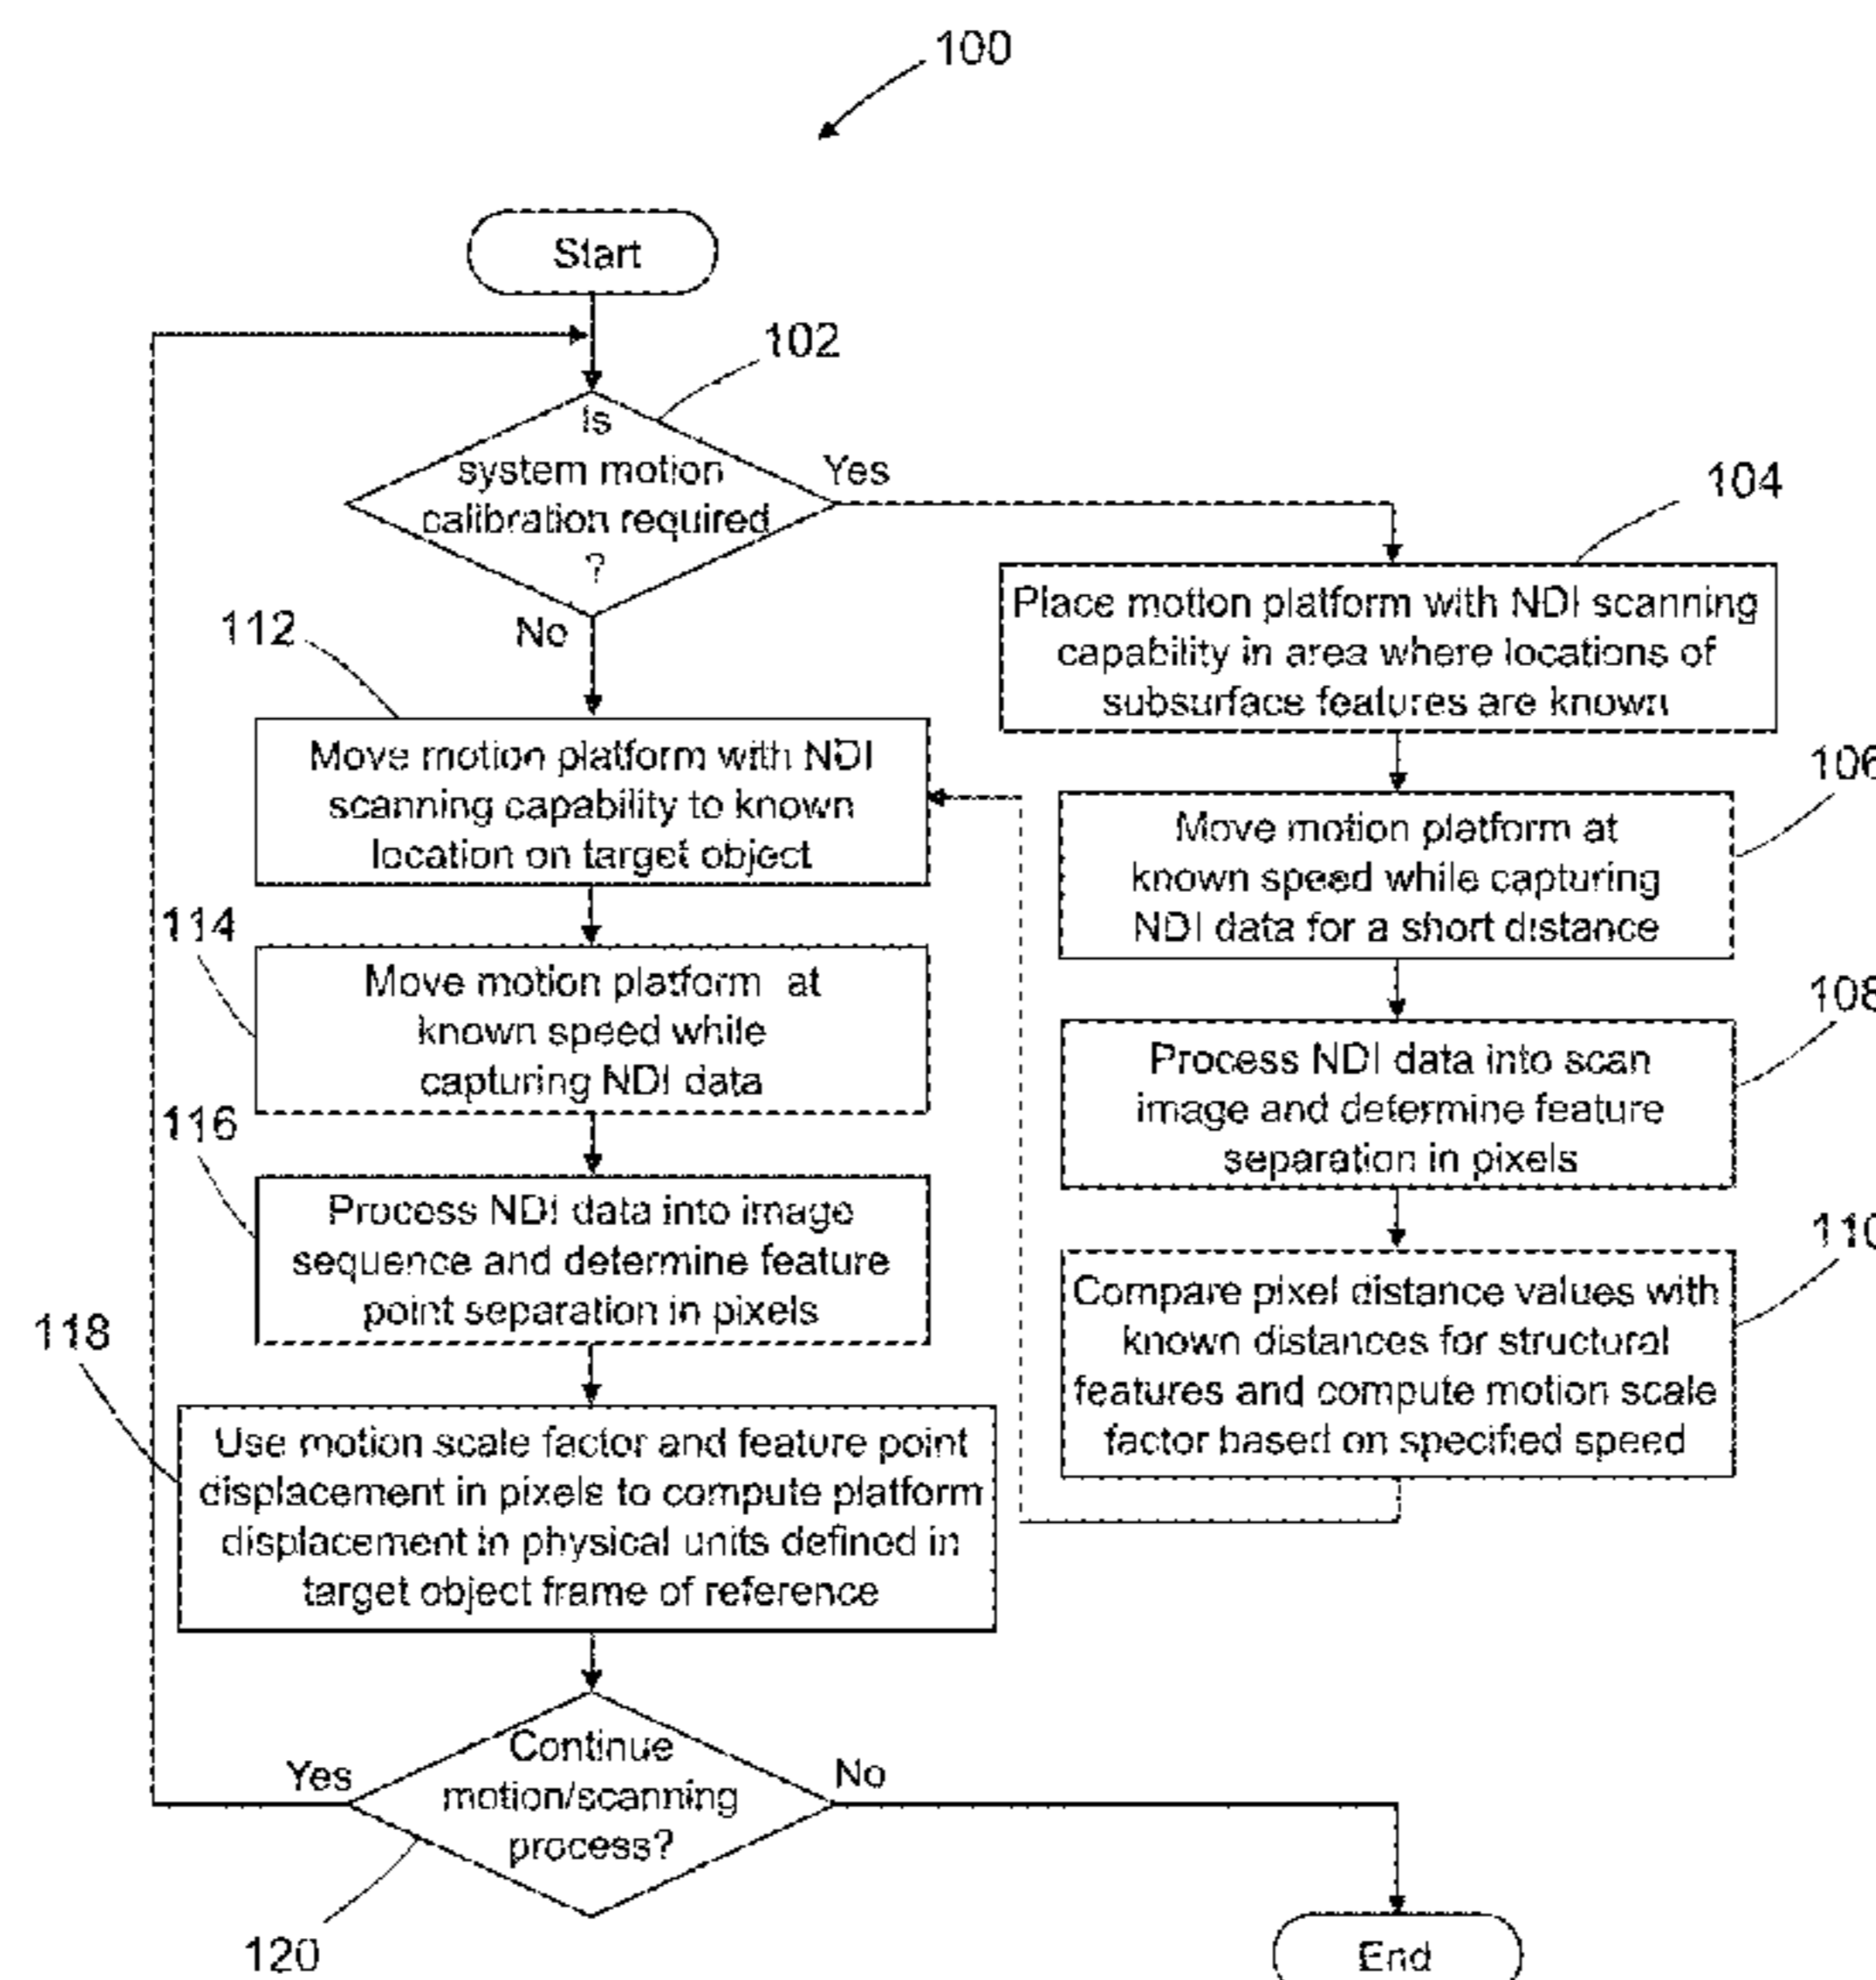 100
Start
102
Is
system motion
calibration required
?
Yes
No
104
Place motion platform with NDI scanning
capability in area where locations of
subsurface features are known
106
Move motion platform at
known speed while capturing
NDI data for a short distance
108
Process NDI data into scan
image and determine feature
separation in pixels
110
Compare pixel distance values with
known distances for structural
features and compute motion scale
factor based on specified speed
112
Move motion platform with NDI
scanning capability to known
location on target object
114
Move motion platform at
known speed while
capturing NDI data
116
Process NDI data into image
sequence and determine feature
point separation in pixels
118
Use motion scale factor and feature point
displacement in pixels to compute platform
displacement in physical units defined in
target object frame of reference
Continue
motion/scanning
process?
Yes
No
120
End